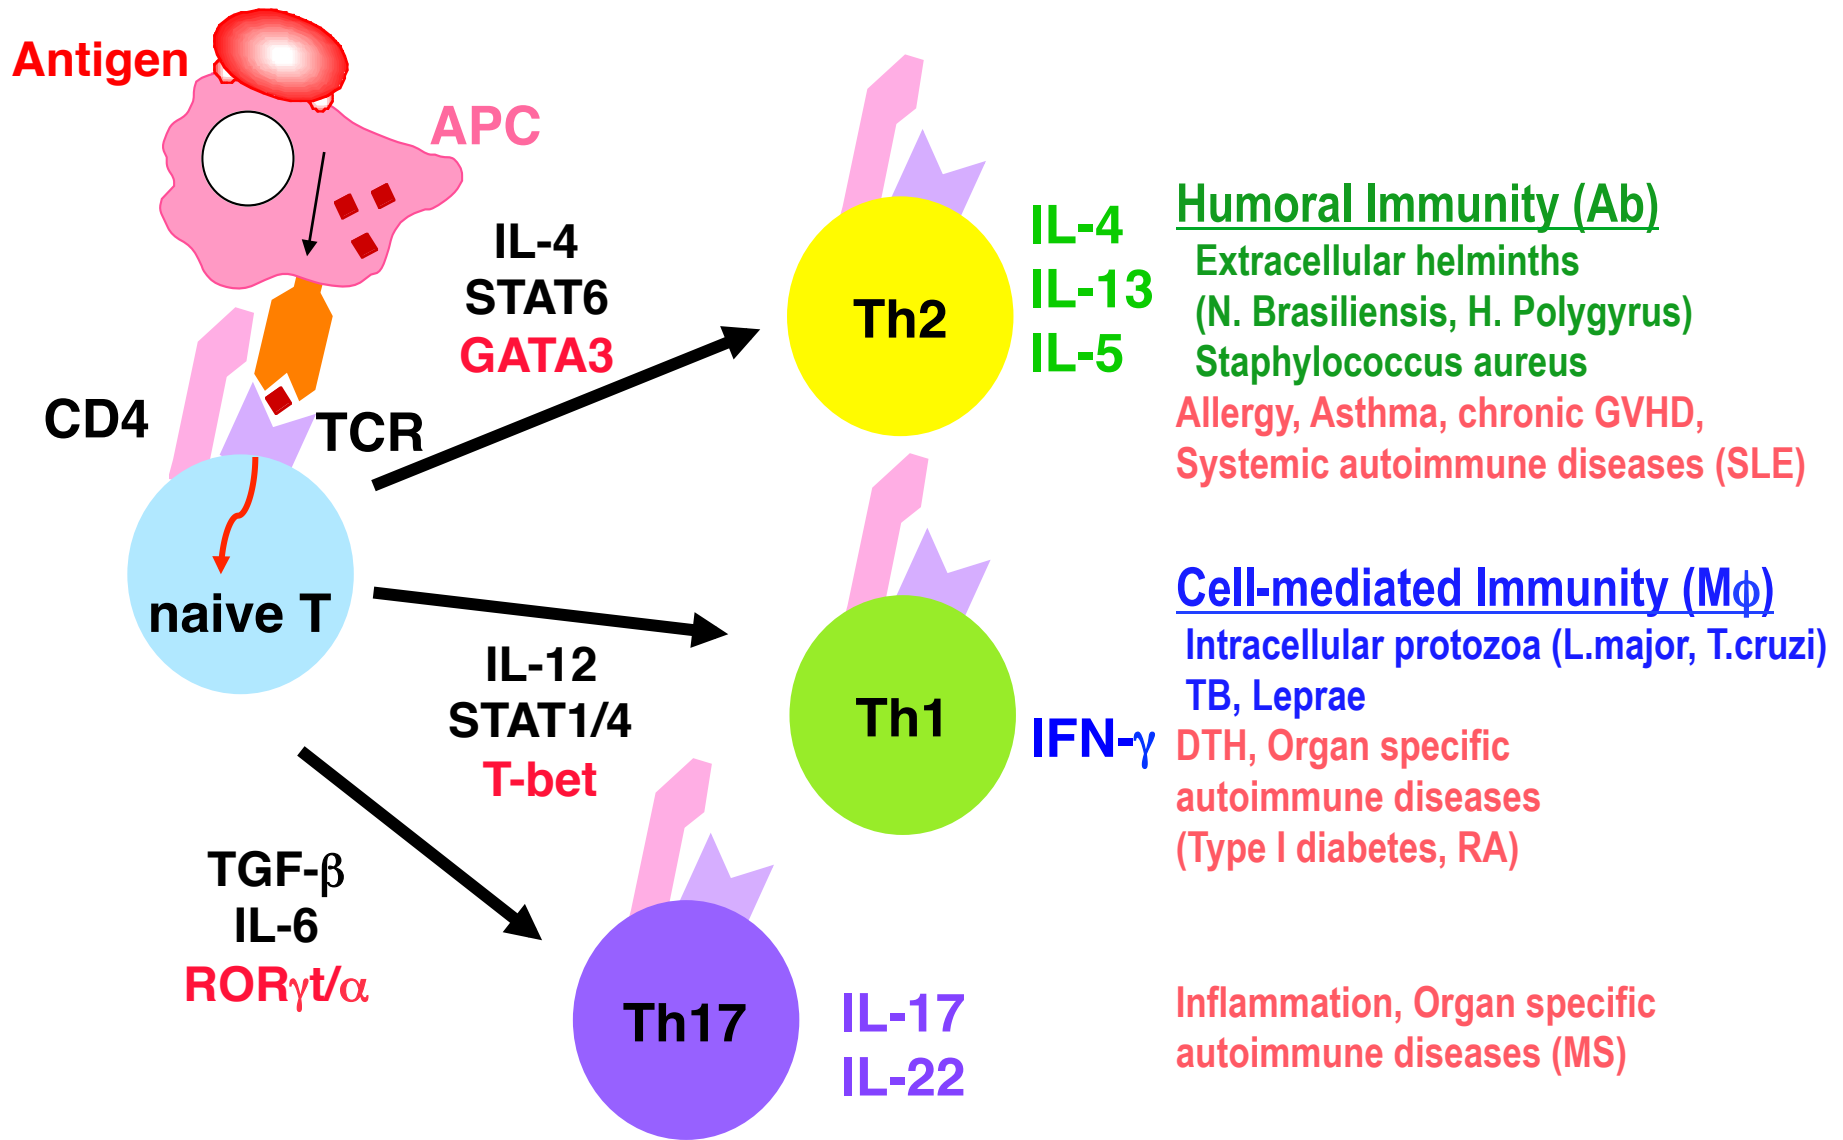 Antigen
APC
CD4
TCR
naive T
IL-4
STAT6
GATA3
IL-12
STAT1/4
T-bet
TGF-β
IL-6
RORγt/α
Th2
IL-4
IL-13
IL-5
Humoral Immunity (Ab)
Extracellular helminths
(N. Brasiliensis, H. Polygyrus)
Staphylococcus aureus
Allergy, Asthma, chronic GVHD,
Systemic autoimmune diseases (SLE)
Th1
IFN-γ
Cell-mediated Immunity (Mϕ)
Intracellular protozoa (L.major, T.cruzi)
TB, Leprae
DTH, Organ specific
autoimmune diseases
(Type I diabetes, RA)
Th17
IL-17
IL-22
Inflammation, Organ specific
autoimmune diseases (MS)